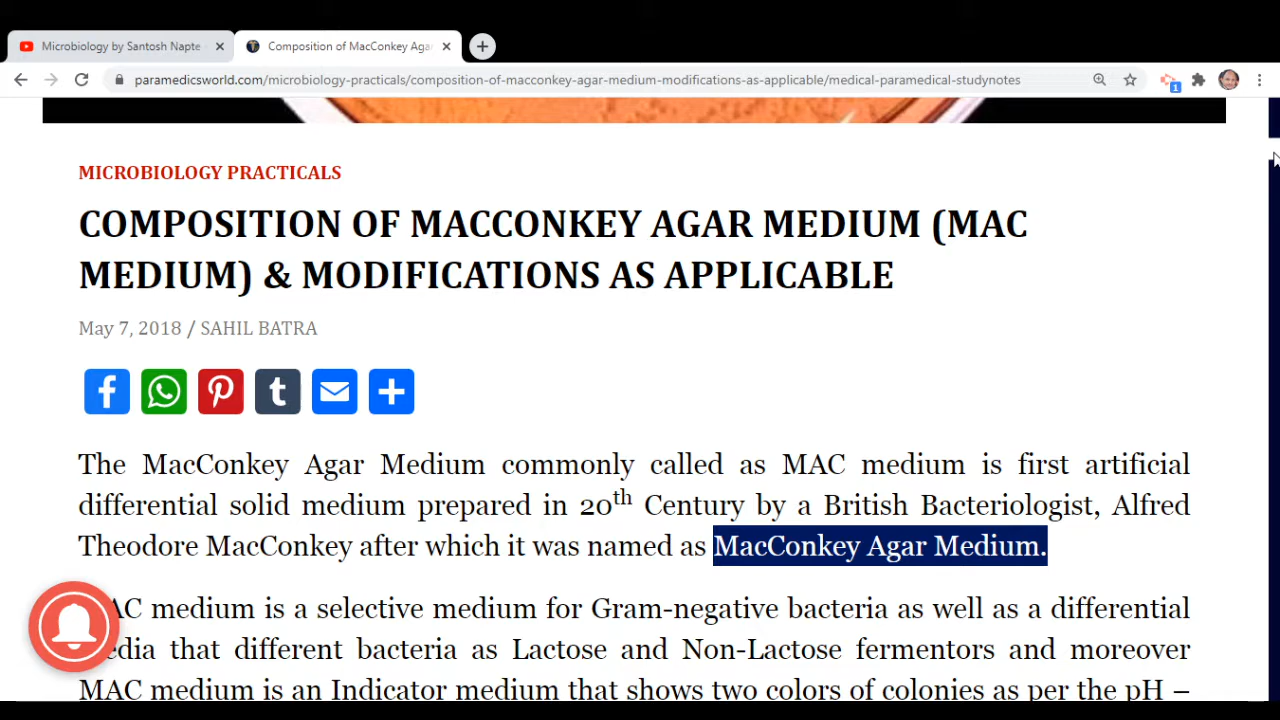 Microbiology by Santosh Napte
Composition of MacConkey Aga
paramedicsworld.com/microbiology-practicals/composition-of-macconkey-agar-medium-modifications-as-applicable/medical-paramedical-studynotes
1
MICROBIOLOGY PRACTICALS
COMPOSITION OF MACCONKEY AGAR MEDIUM (MAC
MEDIUM) & MODIFICATIONS AS APPLICABLE
May 7, 2018 / SAHIL BATRA
The MacConkey Agar Medium commonly called as MAC medium is first artificial
differential solid medium prepared in 20th Century by a British Bacteriologist, Alfred
Theodore MacConkey after which it was named as MacConkey Agar Medium.
AC medium is a selective medium for Gram-negative bacteria as well as a differential
edia that different bacteria as Lactose and Non-Lactose fermentors and moreover
MAC medium is an Indicator medium that shows two colors of colonies as per the pH –